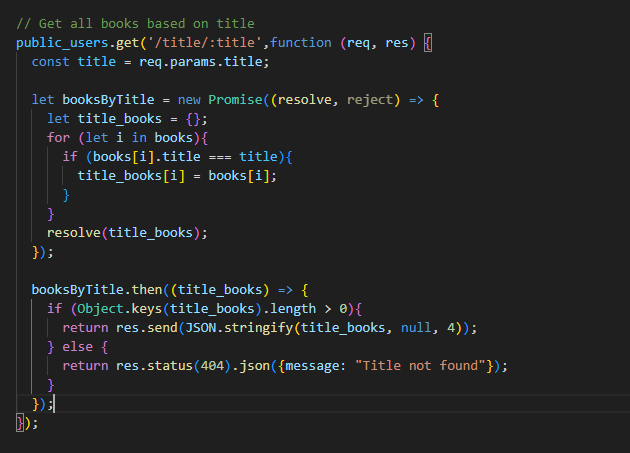 // Get all books based on title
public_users.get('/title/:title',function (req, res) {
  const title = req.params.title;

  let booksByTitle = new Promise((resolve, reject) => {
    let title_books = {};
    for (let i in books){
      if (books[i].title === title){
        title_books[i] = books[i];
      }
    }
    resolve(title_books);
  });

  booksByTitle.then((title_books) => {
    if (Object.keys(title_books).length > 0){
      return res.send(JSON.stringify(title_books, null, 4));
    } else {
      return res.status(404).json({message: "Title not found"});
    }
  });
});